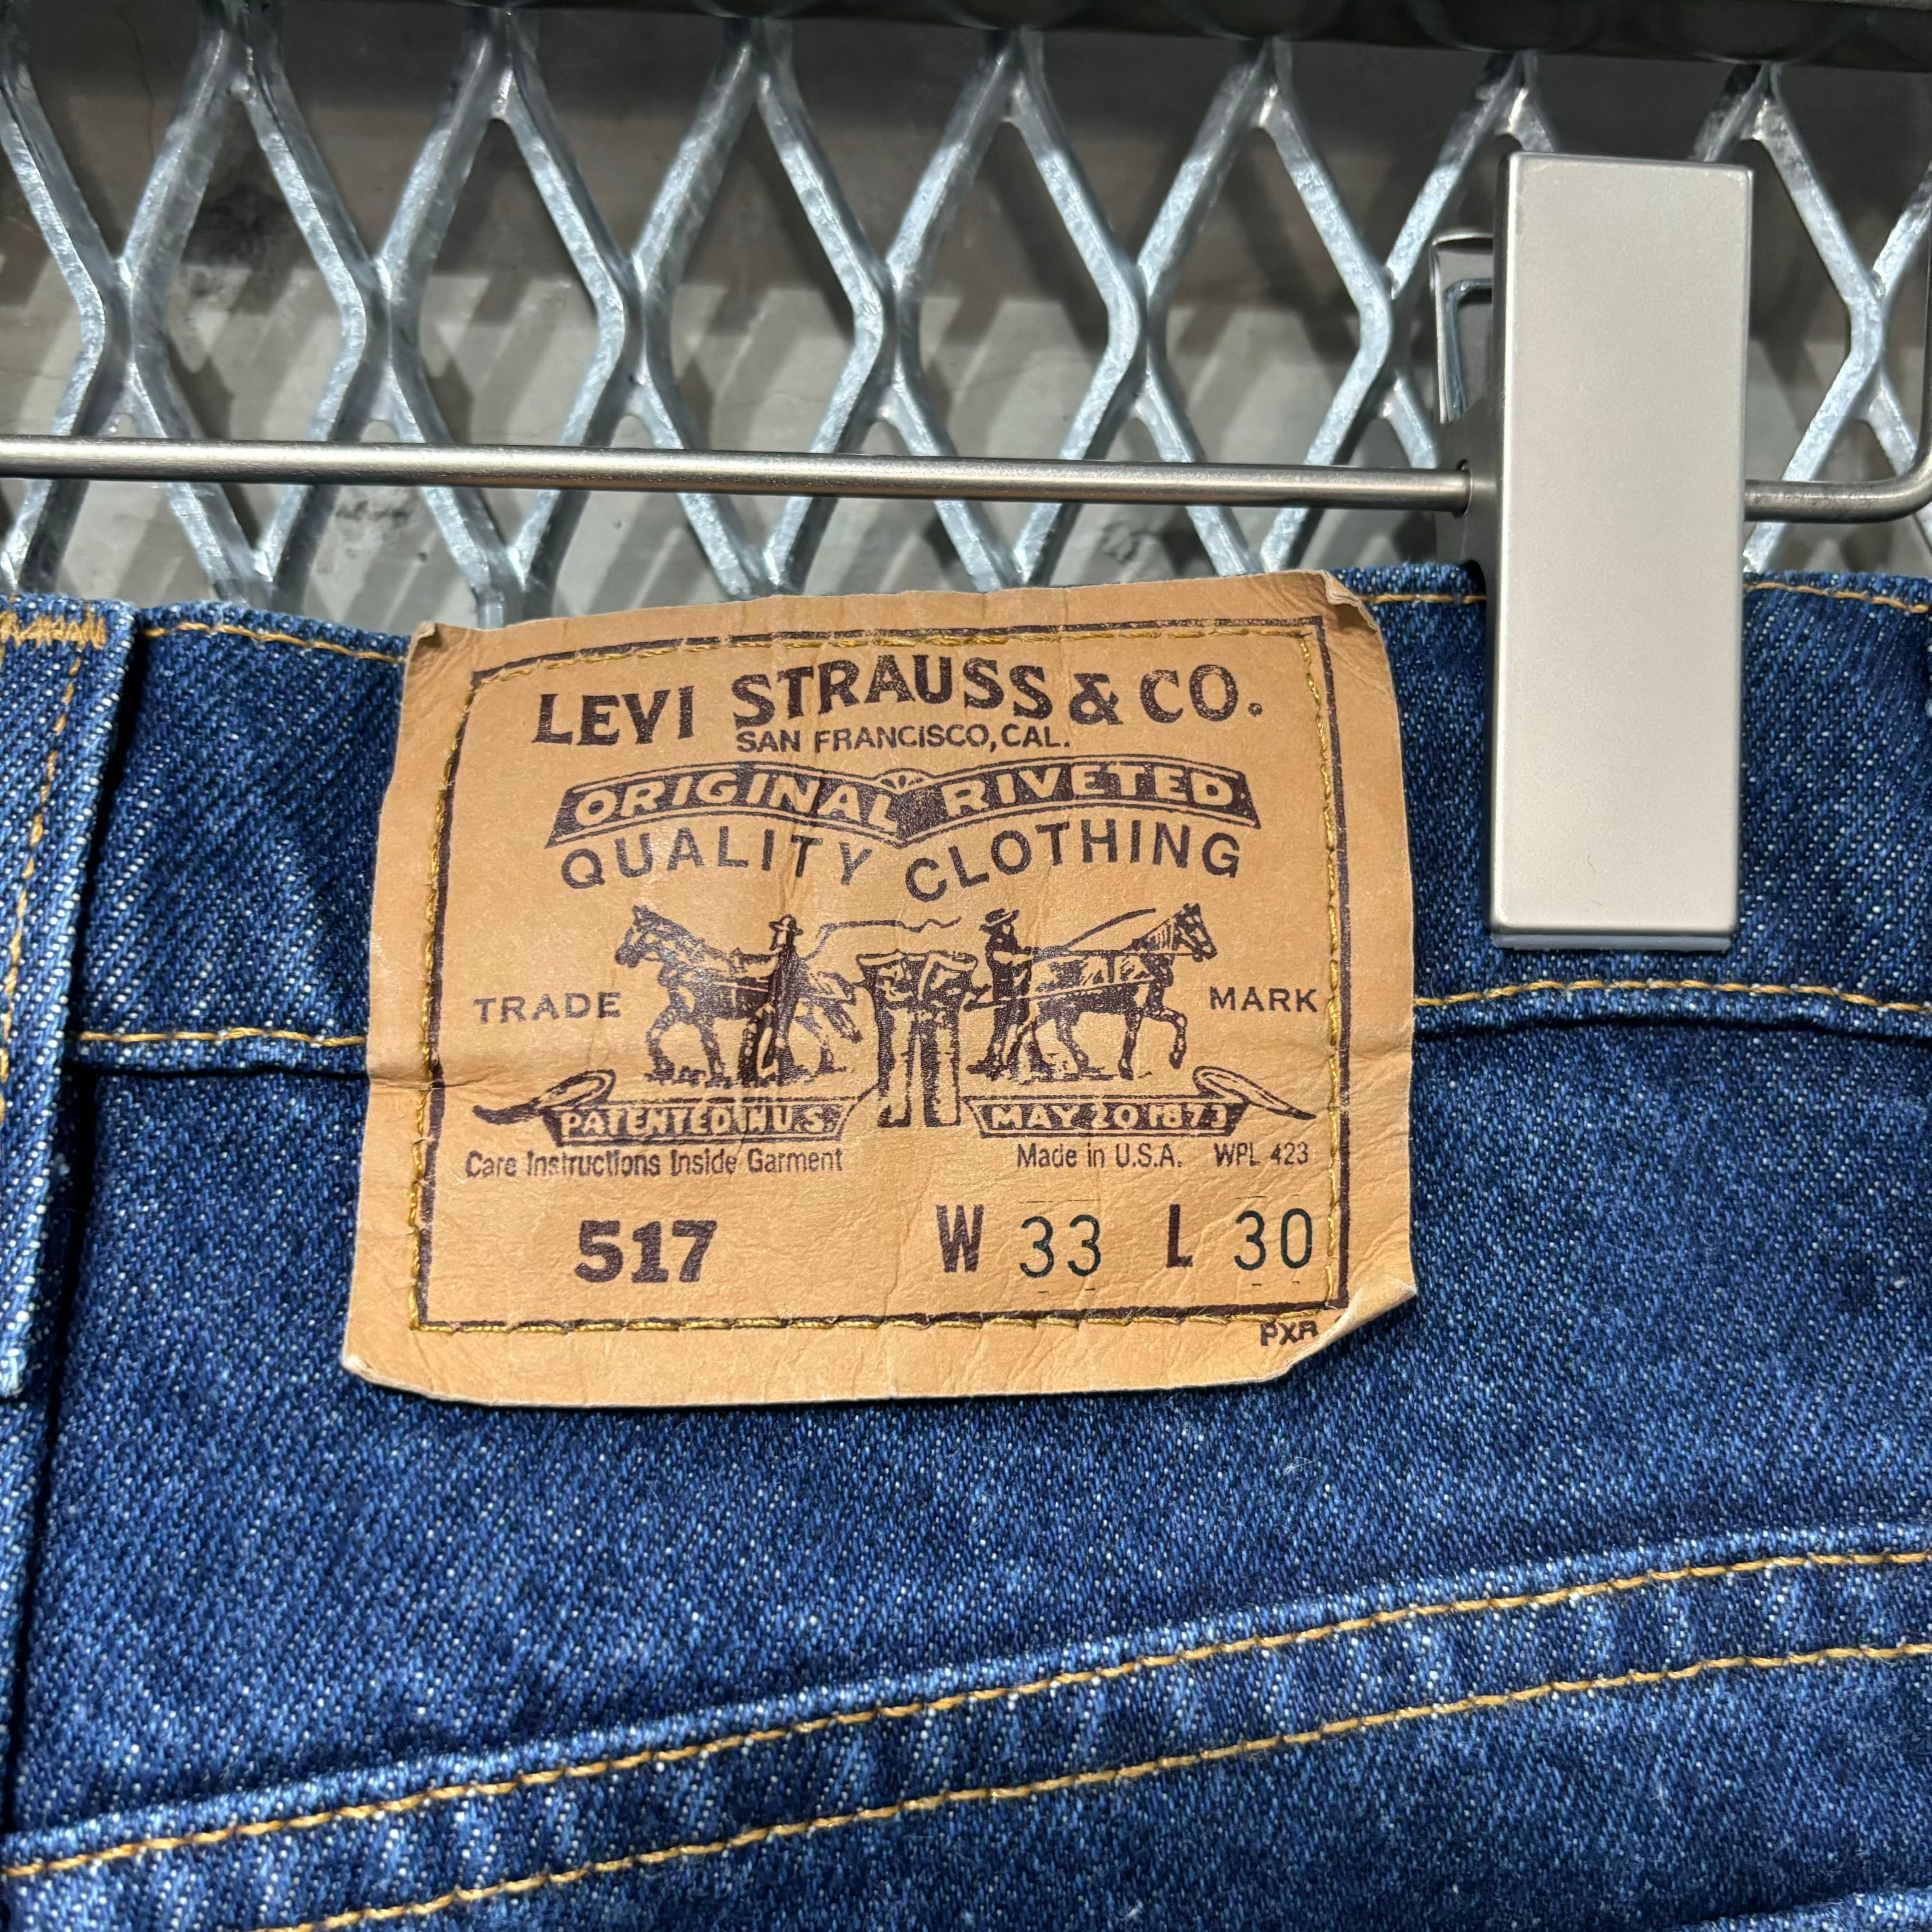 LEVI STRAUSS & CO.
SAN FRANCISCO, CAL.
ORIGINAL RIVETED
QUALITY CLOTHING
TRADE MARK
PATENTED IN U.S. MAY 20 1873
Care Instructions Inside Garment Made in U.S.A. WPL 423
517 W 33 L 30
PXR